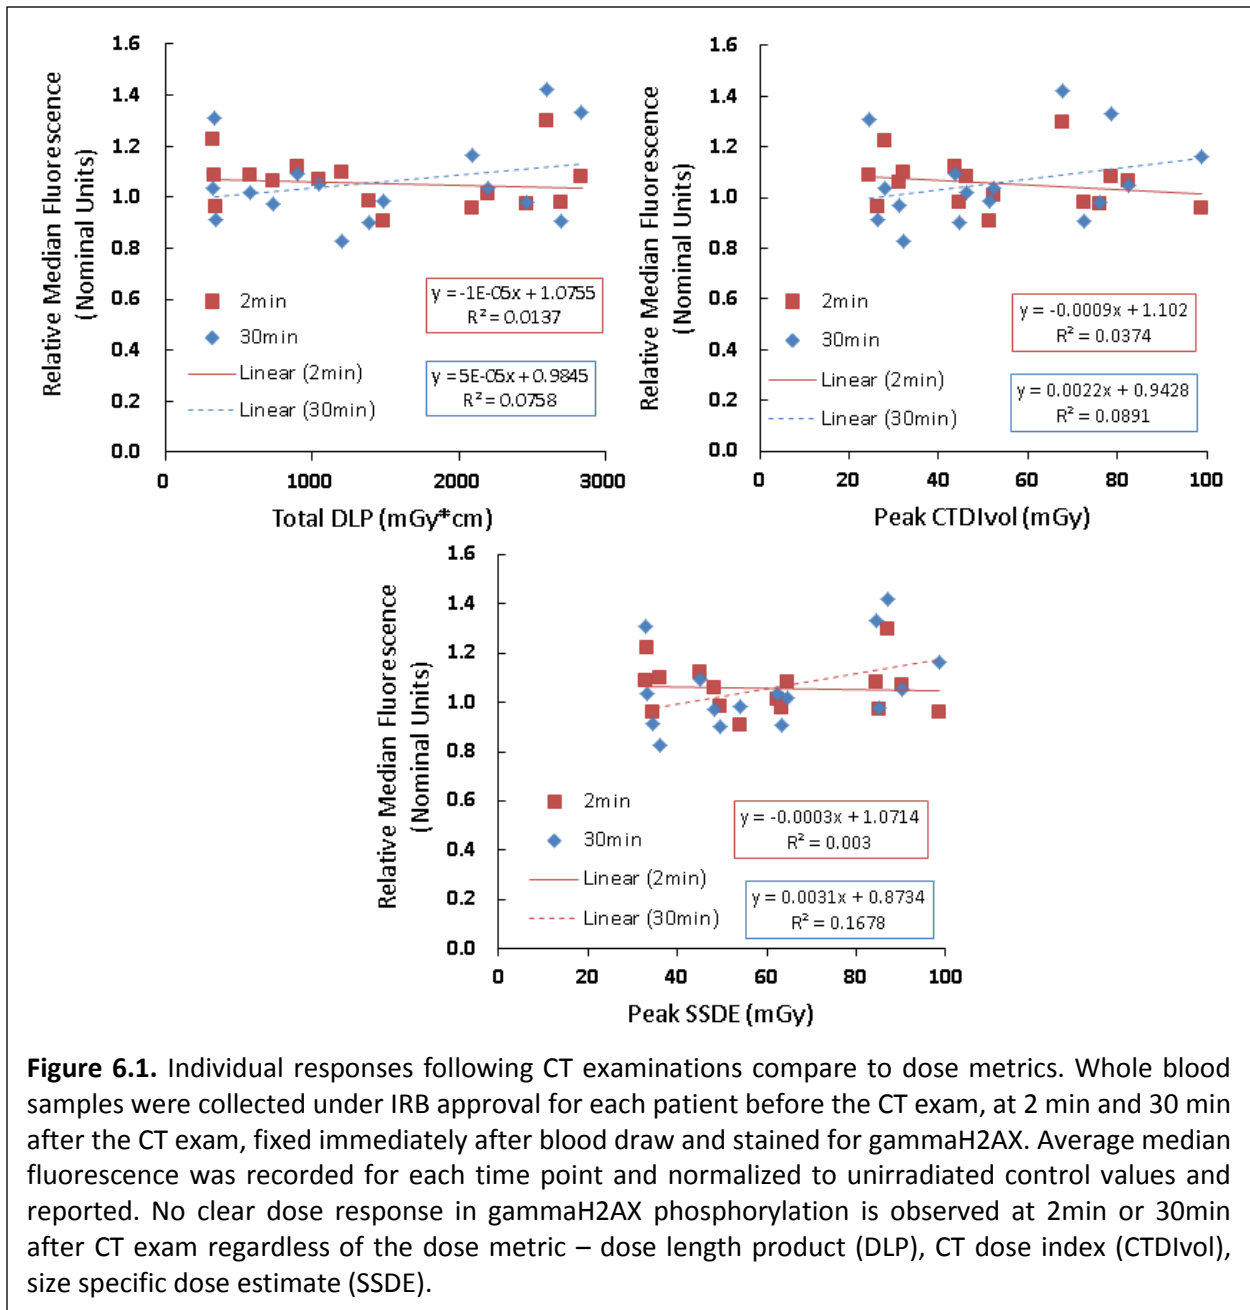 Relative Median Fluorescence
(Nominal Units)
1.6
1.4
1.2
1.0
0.8
0.6
0.4
0.2
0.0
2min
30min
Linear (2min)
Linear (30min)
y = -1E-05x + 1.0755
R² = 0.0137
y = 5E-05x + 0.9845
R² = 0.0758
0 1000 2000 3000
Total DLP (mGy*cm)
Relative Median Fluorescence
(Nominal Units)
1.6
1.4
1.2
1.0
0.8
0.6
0.4
0.2
0.0
2min
30min
Linear (2min)
Linear (30min)
y = -0.0009x + 1.102
R² = 0.0374
y = 0.0022x + 0.9428
R² = 0.0891
0 20 40 60 80 100
Peak CTDIvol (mGy)
Relative Median Fluorescence
(Nominal Units)
1.6
1.4
1.2
1.0
0.8
0.6
0.4
0.2
0.0
2min
30min
Linear (2min)
Linear (30min)
y = -0.0003x + 1.0714
R² = 0.003
y = 0.0031x + 0.8734
R² = 0.1678
0 20 40 60 80 100
Peak SSDE (mGy)
Figure 6.1. Individual responses following CT examinations compare to dose metrics. Whole blood
samples were collected under IRB approval for each patient before the CT exam, at 2 min and 30 min
after the CT exam, fixed immediately after blood draw and stained for gammaH2AX. Average median
fluorescence was recorded for each time point and normalized to unirradiated control values and
reported. No clear dose response in gammaH2AX phosphorylation is observed at 2min or 30min
after CT exam regardless of the dose metric – dose length product (DLP), CT dose index (CTDIvol),
size specific dose estimate (SSDE).